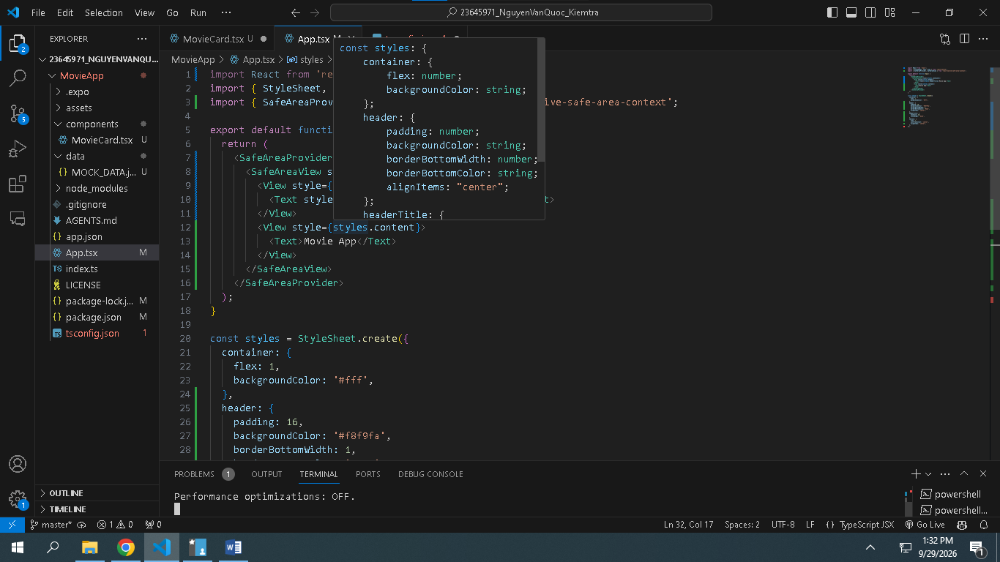 File Edit Selection View Go Run ···
23645971_NguyenVanQuoc_Kiemtra
EXPLORER ···
23645971_NGUYENVANQU...
MovieApp
.expo
assets
components
MovieCard.tsx U
data
MOCK_DATA.j... U
node_modules
.gitignore
AGENTS.md
app.json
App.tsx M
index.ts
LICENSE
package-lock.j... M
package.json M
tsconfig.json 1
OUTLINE
TIMELINE
2
5
1
MovieCard.tsx U
App.tsx
MovieApp > App.tsx > styles >
const styles: {
container: {
flex: number;
backgroundColor: string;
};
header: {
padding: number;
backgroundColor: string;
borderBottomWidth: number;
borderBottomColor: string;
alignItems: "center";
};
headerTitle: {
1 import React from 're
2 import { StyleSheet,
3 import { SafeAreaProv ive-safe-area-context';
4
5 export default functi
6 return (
7 <SafeAreaProvider
8 <SafeAreaView s
9 <View style={
10 <Text style t>
11 </View>
12 <View style={styles.content}>
13 <Text>Movie App</Text>
14 </View>
15 </SafeAreaView>
16 </SafeAreaProvider>
17 );
18 }
19
20 const styles = StyleSheet.create({
21 container: {
22 flex: 1,
23 backgroundColor: '#fff',
24 },
25 header: {
26 padding: 16,
27 backgroundColor: '#f8f9fa',
28 borderBottomWidth: 1,
PROBLEMS 1 OUTPUT TERMINAL PORTS DEBUG CONSOLE
Performance optimizations: OFF.
powershell
powershell...
master* 1 0 0 Ln 32, Col 17 Spaces: 2 UTF-8 LF {} TypeScript JSX Go Live
1:32 PM
9/29/2026
1